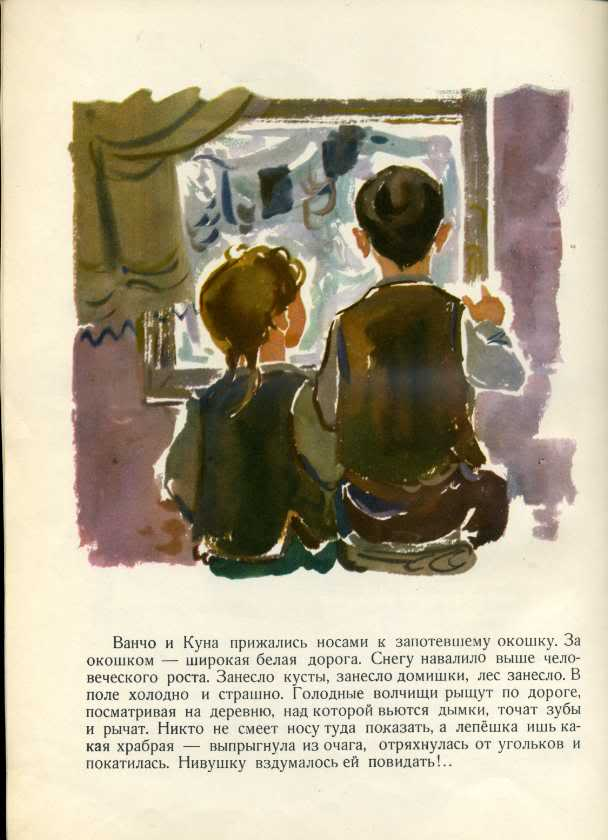 Ванчо и Куна прижались носами к запотевшему окошку. За
окошком — широкая белая дорога. Снегу навалило выше чело-
веческого роста. Занесло кусты, занесло домишки, лес занесло. В
поле холодно и страшно. Голодные волчищи рыщут по дороге,
посматривая на деревню, над которой вьются дымки, точат зубы
и рычат. Никто не смеет носу туда показать, а лепёшка ишь ка-
кая храбрая — выпрыгнула из очага, отряхнулась от угольков и
покатилась. Нивушку вздумалось ей повидать!..